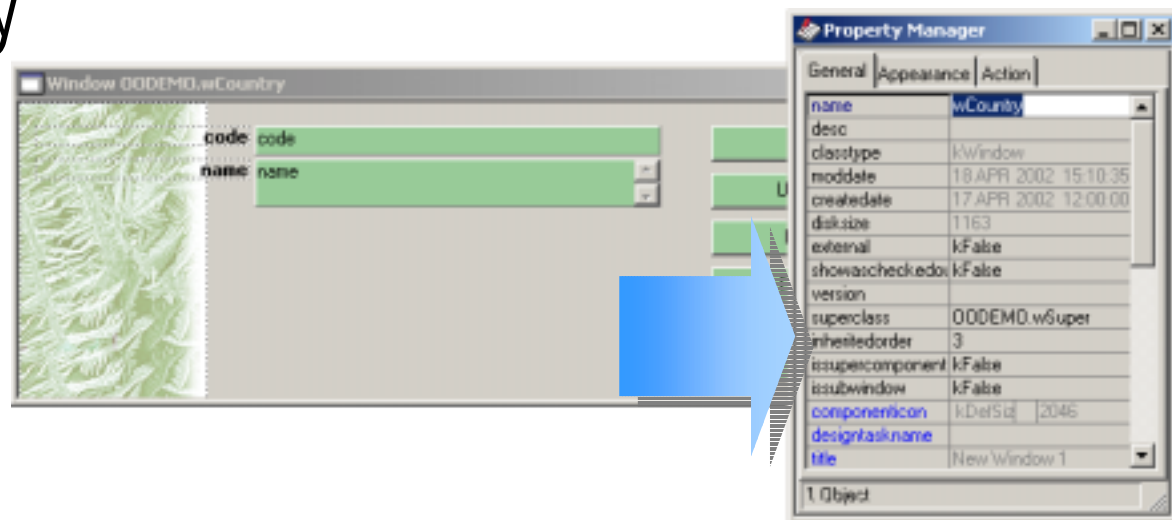 y
Window OODEMO.wCountry
code code
name name
U
Property Manager
General Appearance Action
name wCountry
desc
classtype kWindow
moddate 18 APR 2002 15:10:35
createdate 17 APR 2002 12:00:00
disksize 1163
external kFalse
showascheckedou kFalse
version
superclass OODEMO.wSuper
inheritedorder 3
issupercomponent kFalse
issubwindow kFalse
componenticon kDefSiz 2046
designtaskname
title New Window 1
1 Object